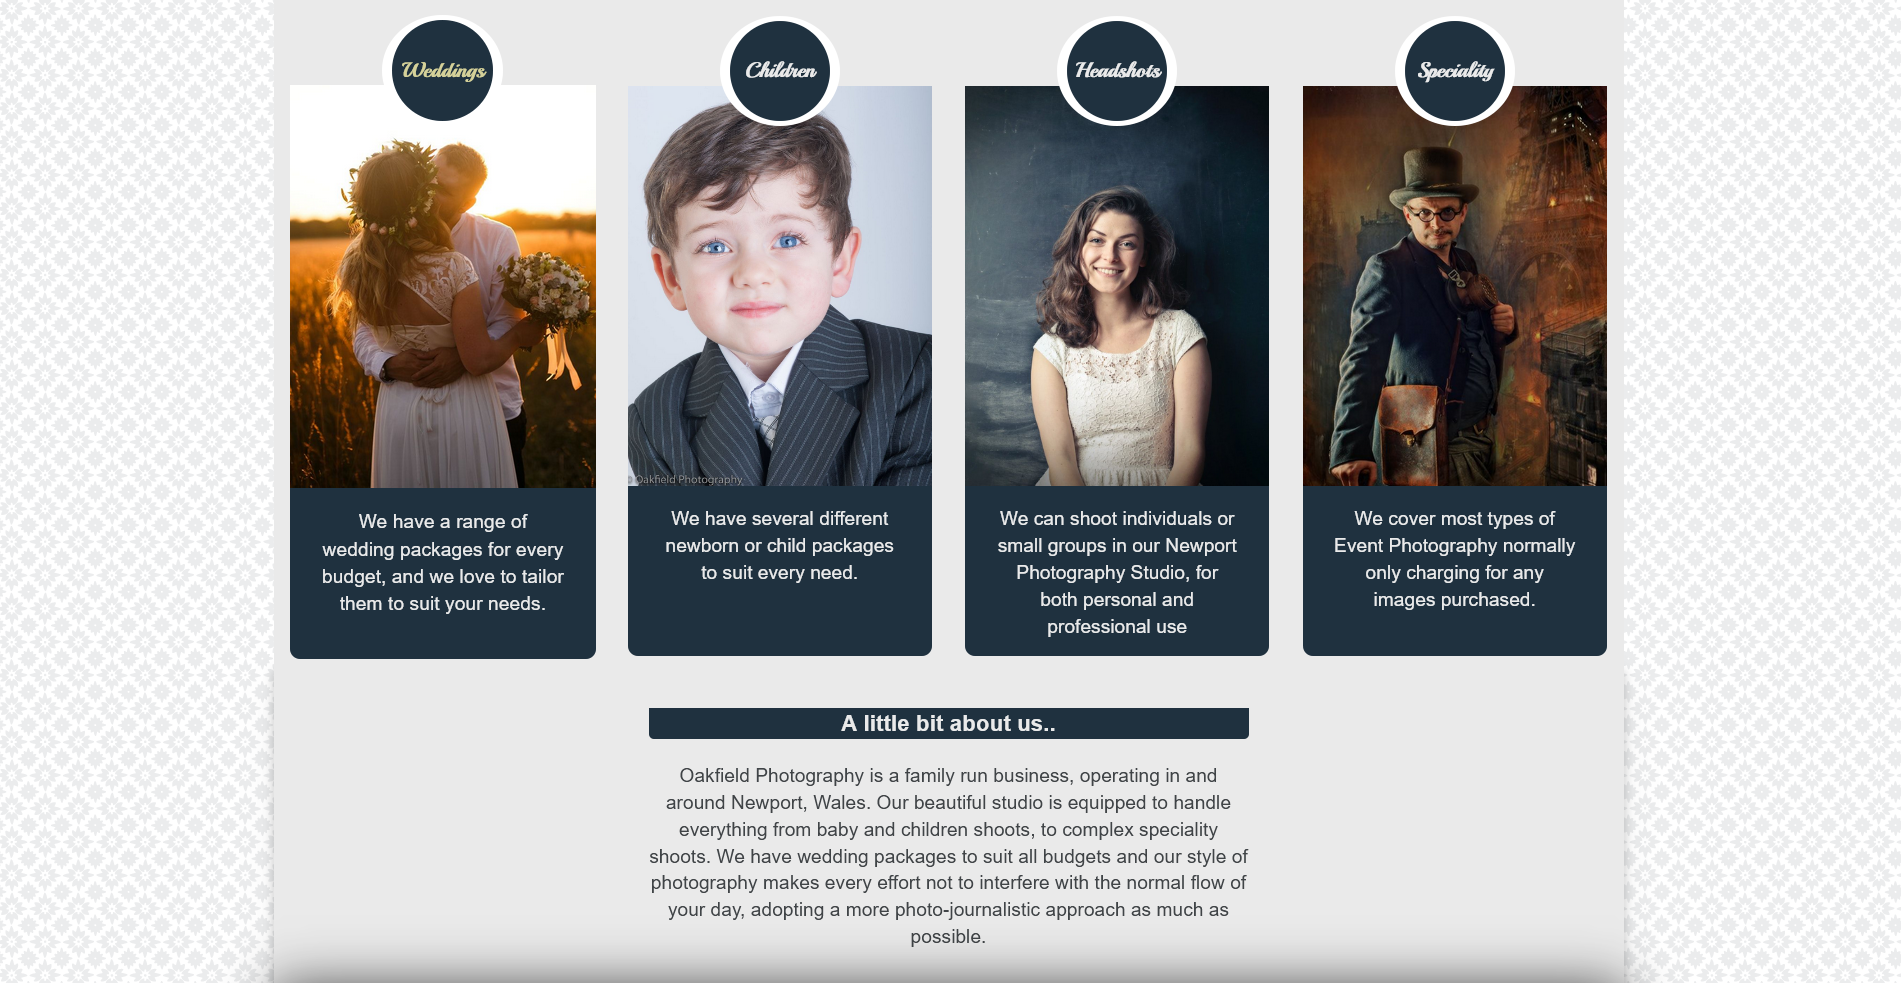 Weddings
Children
Headshots
Speciality
© Oakfield Photography
We have a range of
wedding packages for every
budget, and we love to tailor
them to suit your needs.
We have several different
newborn or child packages
to suit every need.
We can shoot individuals or
small groups in our Newport
Photography Studio, for
both personal and
professional use
We cover most types of
Event Photography normally
only charging for any
images purchased.
A little bit about us..
Oakfield Photography is a family run business, operating in and
around Newport, Wales. Our beautiful studio is equipped to handle
everything from baby and children shoots, to complex speciality
shoots. We have wedding packages to suit all budgets and our style of
photography makes every effort not to interfere with the normal flow of
your day, adopting a more photo-journalistic approach as much as
possible.